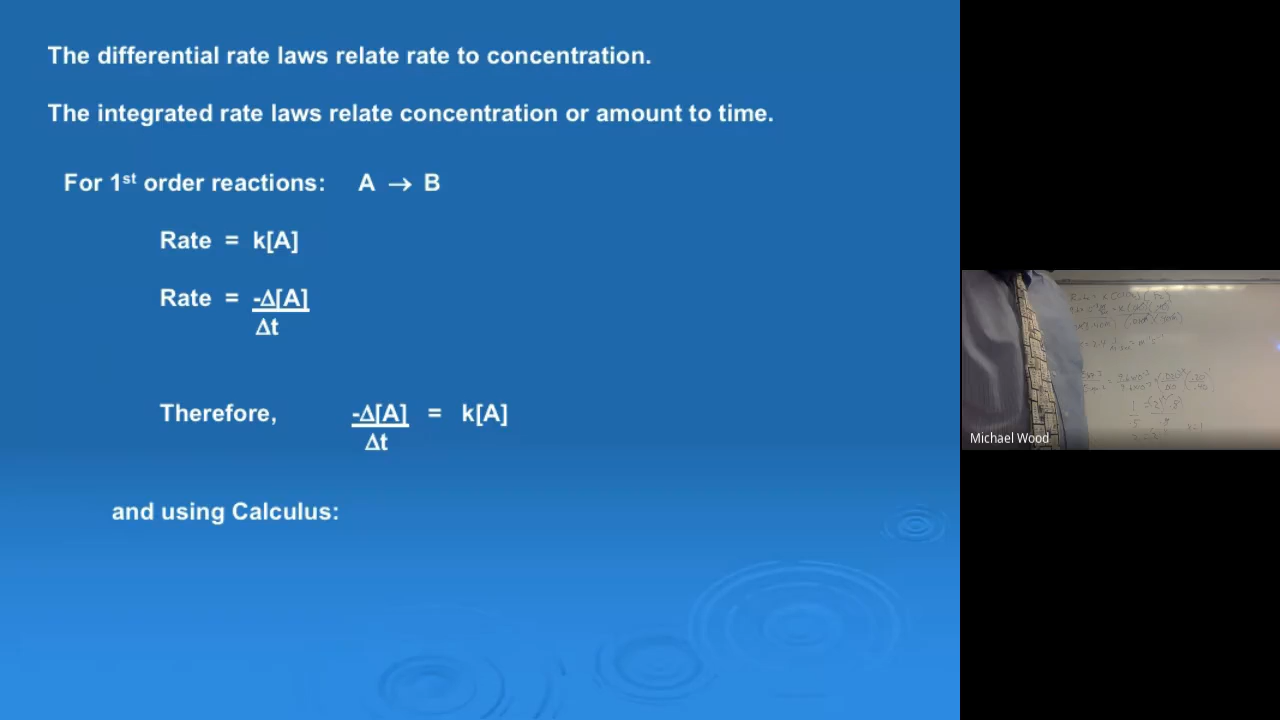 The differential rate laws relate rate to concentration.
The integrated rate laws relate concentration or amount to time.
For 1st order reactions: A → B
Rate = k[A]
Rate = -Δ[A]
Δt
Therefore, -Δ[A] = k[A]
Δt
and using Calculus:
Michael Wood